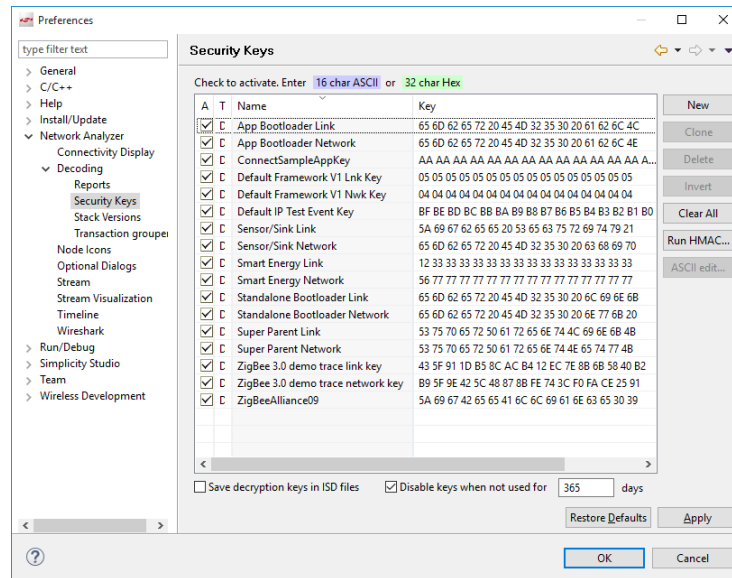 Preferences
type filter text
General
C/C++
Help
Install/Update
Network Analyzer
Connectivity Display
Decoding
Reports
Security Keys
Stack Versions
Transaction grouper
Node Icons
Optional Dialogs
Stream
Stream Visualization
Timeline
Wireshark
Run/Debug
Simplicity Studio
Team
Wireless Development
Security Keys
Check to activate. Enter 16 char ASCII or 32 char Hex
A T Name Key
D App Bootloader Link 65 6D 62 65 72 20 45 4D 32 35 30 20 61 62 6C 4C
D App Bootloader Network 65 6D 62 65 72 20 45 4D 32 35 30 20 61 62 6C 4E
D ConnectSampleAppKey AA AA AA AA AA AA AA AA AA AA AA AA AA AA A...
D Default Framework V1 Lnk Key 05 05 05 05 05 05 05 05 05 05 05 05 05 05 05 05
D Default Framework V1 Nwk Key 04 04 04 04 04 04 04 04 04 04 04 04 04 04 04 04
D Default IP Test Event Key BF BE BD BC BB BA B9 B8 B7 B6 B5 B4 B3 B2 B1 B0
D Sensor/Sink Link 5A 69 67 62 65 65 20 53 65 63 75 72 69 74 79 21
D Sensor/Sink Network 65 6D 62 65 72 20 45 4D 32 35 30 20 63 68 69 70
D Smart Energy Link 12 33 33 33 33 33 33 33 33 33 33 33 33 33 33 33
D Smart Energy Network 56 77 77 77 77 77 77 77 77 77 77 77 77 77 77 77
D Standalone Bootloader Link 65 6D 62 65 72 20 45 4D 32 35 30 20 6C 69 6E 6B
D Standalone Bootloader Network 65 6D 62 65 72 20 45 4D 32 35 30 20 6E 77 6B 20
D Super Parent Link 53 75 70 65 72 50 61 72 65 6E 74 4C 69 6E 6B 4B
D Super Parent Network 53 75 70 65 72 50 61 72 65 6E 74 4E 65 74 77 4B
D ZigBee 3.0 demo trace link key 43 5F 91 1D B5 8C AC B4 12 EC 7E 8B 6B 58 40 B2
D ZigBee 3.0 demo trace network key B9 5F 9E 42 5C 48 87 8B FE 74 3C F0 FA CE 25 91
D ZigBeeAlliance09 5A 69 67 42 65 65 41 6C 6C 69 61 6E 63 65 30 39
New
Clone
Delete
Invert
Clear All
Run HMAC...
ASCII edit...
Save decryption keys in ISD files Disable keys when not used for 365 days
Restore Defaults Apply
OK Cancel